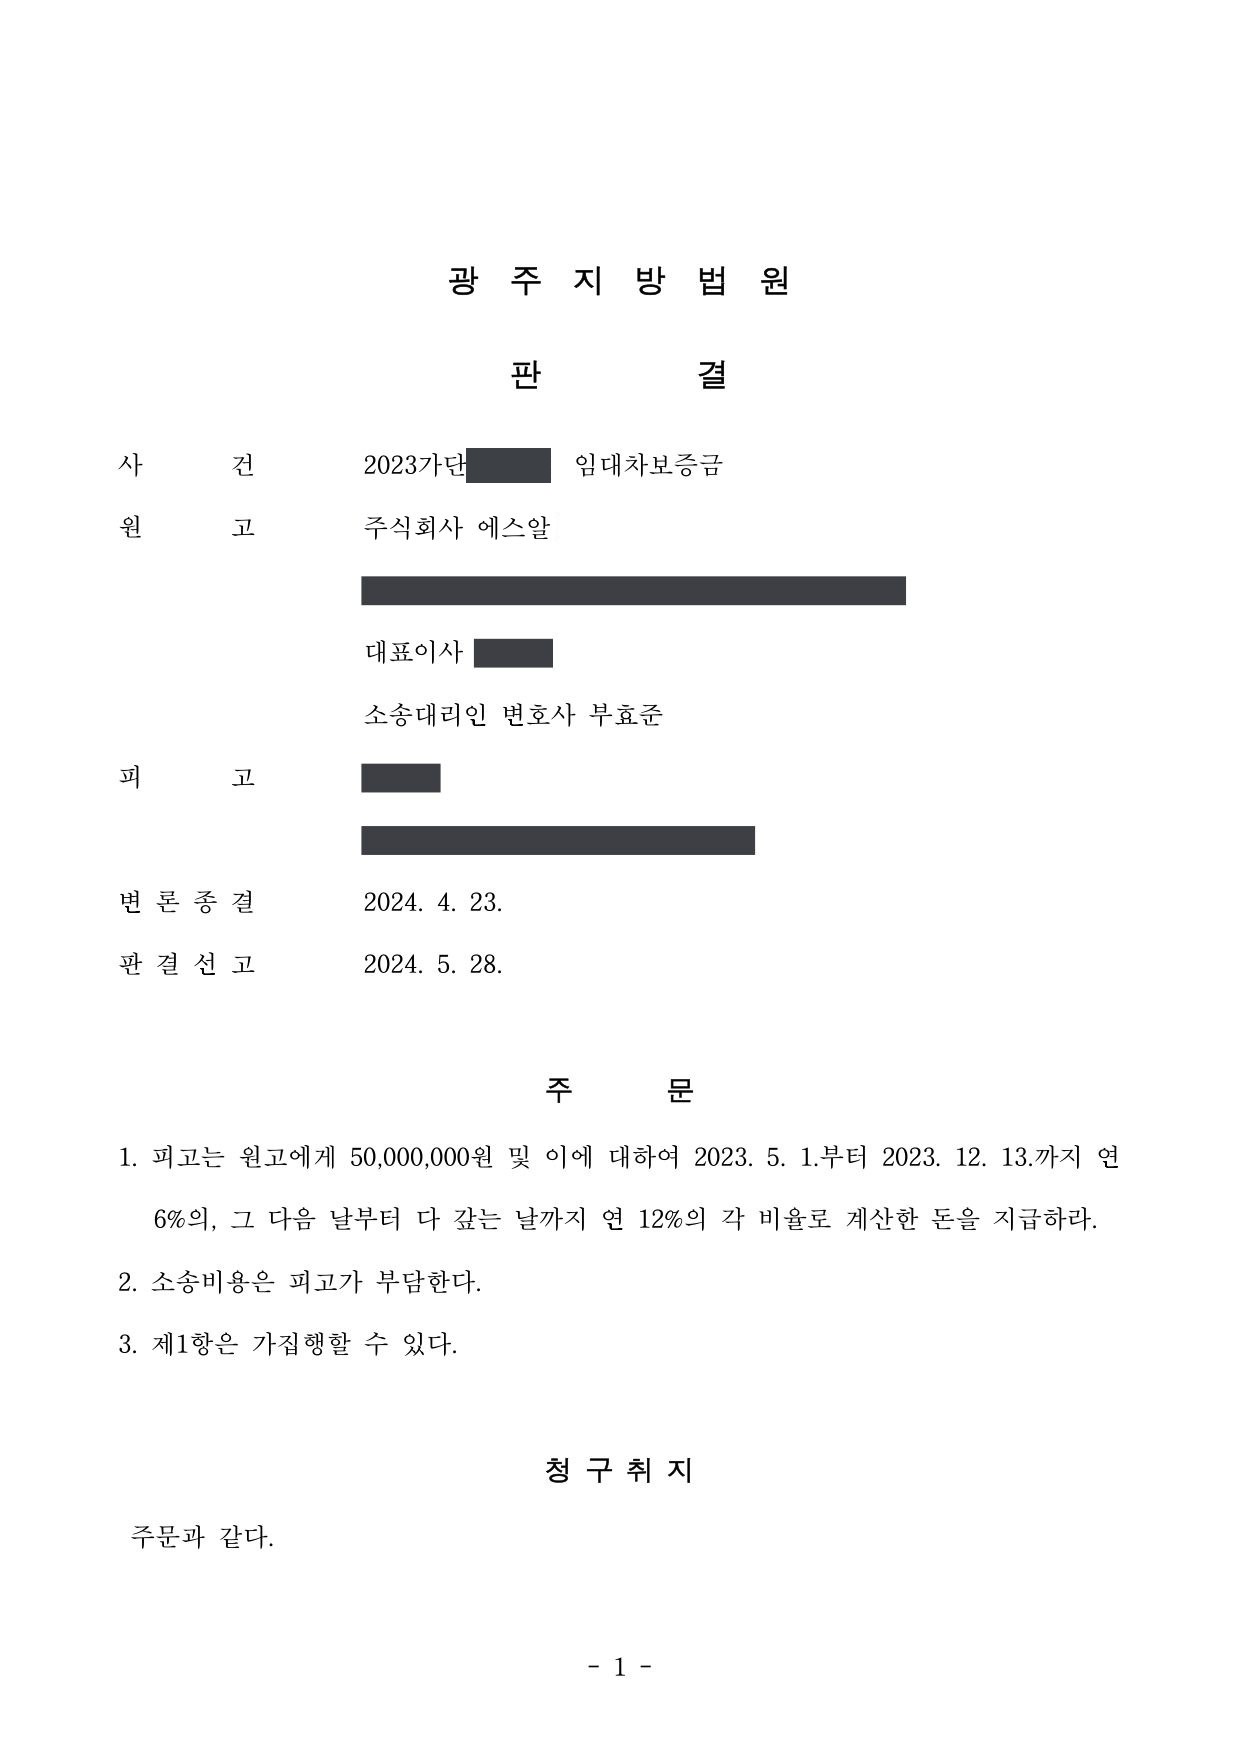 광 주 지 방 법 원
판 결
사 건 2023가단 임대차보증금
원 고 주식회사 에스알
대표이사
소송대리인 변호사 부효준
피 고
변 론 종 결 2024. 4. 23.
판 결 선 고 2024. 5. 28.
주 문
1. 피고는 원고에게 50,000,000원 및 이에 대하여 2023. 5. 1.부터 2023. 12. 13.까지 연
6%의, 그 다음 날부터 다 갚는 날까지 연 12%의 각 비율로 계산한 돈을 지급하라.
2. 소송비용은 피고가 부담한다.
3. 제1항은 가집행할 수 있다.
청 구 취 지
주문과 같다.
- 1 -